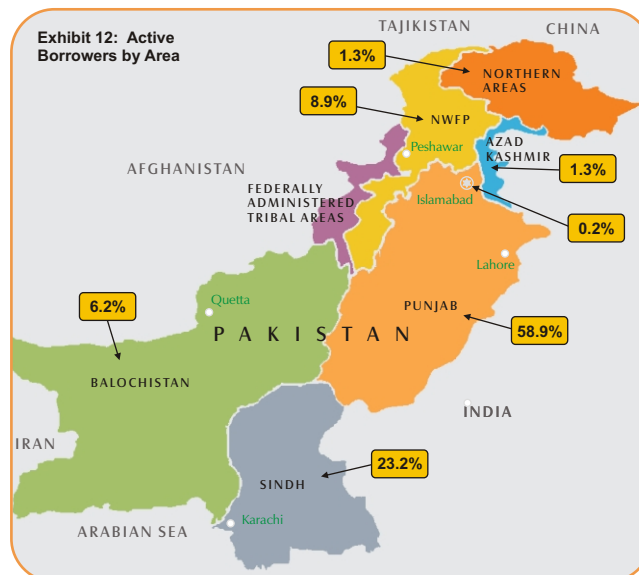 Exhibit 12: Active
Borrowers by Area
TAJIKISTAN
CHINA
1.3%
NORTHERN
AREAS
8.9%
NWFP
Peshawar
AZAD
KASHMIR
AFGHANISTAN
1.3%
FEDERALLY
ADMINISTERED
TRIBAL AREAS
Islamabad
0.2%
Lahore
Quetta
6.2%
PUNJAB
PAKISTAN
58.9%
BALOCHISTAN
INDIA
IRAN
23.2%
SINDH
Karachi
ARABIAN SEA